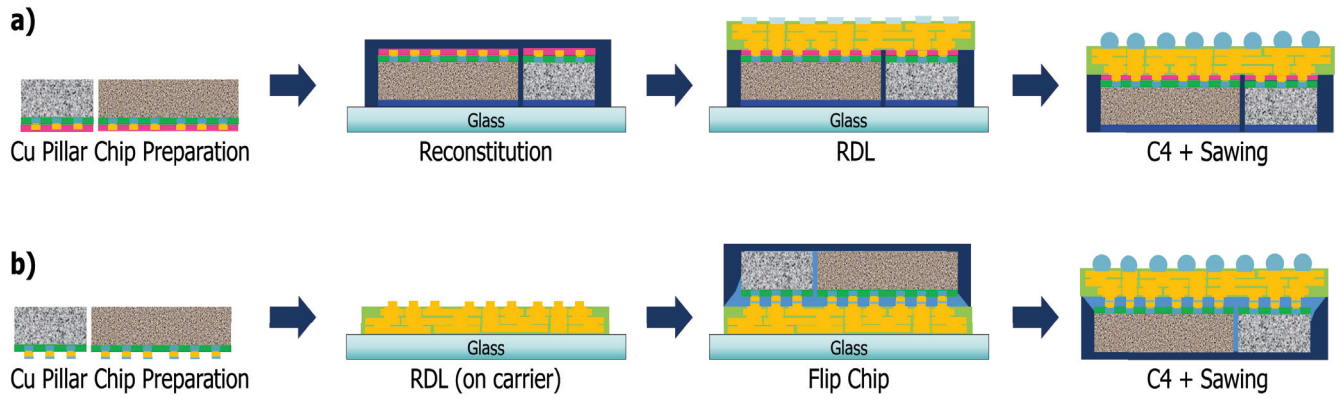 a)
Glass
Glass
Cu Pillar Chip Preparation
Reconstitution
RDL
C4 + Sawing
b)
Glass
Glass
Cu Pillar Chip Preparation
RDL (on carrier)
Flip Chip
C4 + Sawing